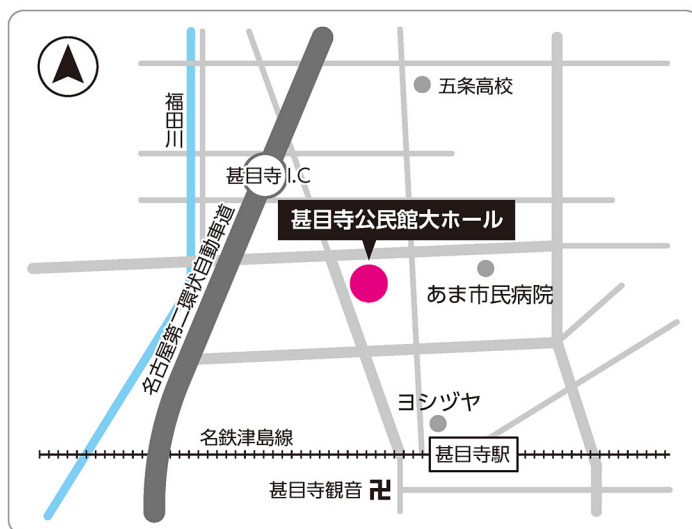 五条高校
福田川
甚目寺I.C
甚目寺公民館大ホール
名古屋第二環状自動車道
あま市民病院
ヨシヅヤ
名鉄津島線
甚目寺駅
甚目寺観音 卍